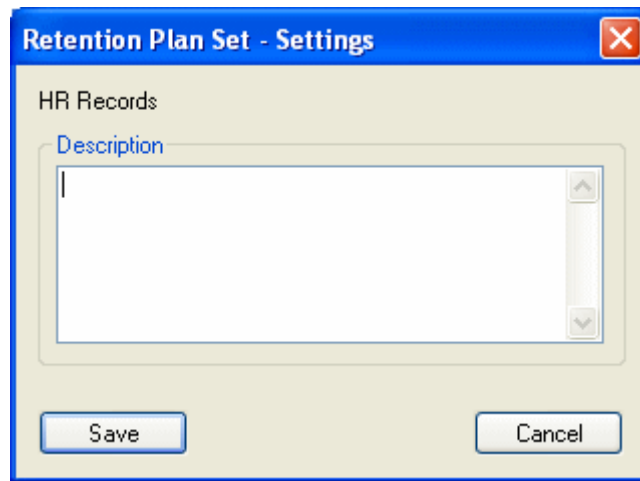 Retention Plan Set - Settings
HR Records
Description
Save
Cancel